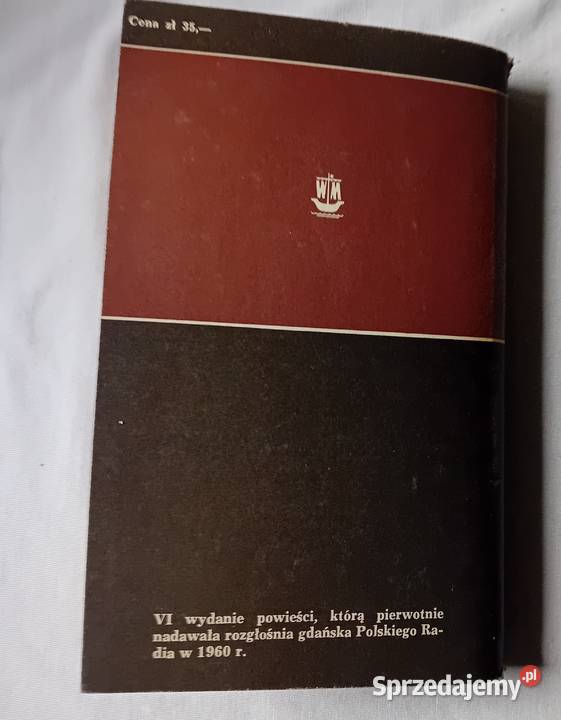 Cena zł 35,—
WM
VI wydanie powieści, którą pierwotnie
nadawała rozgłośnia gdańska Polskiego Ra-
dia w 1960 r.
Sprzedajemy.pl